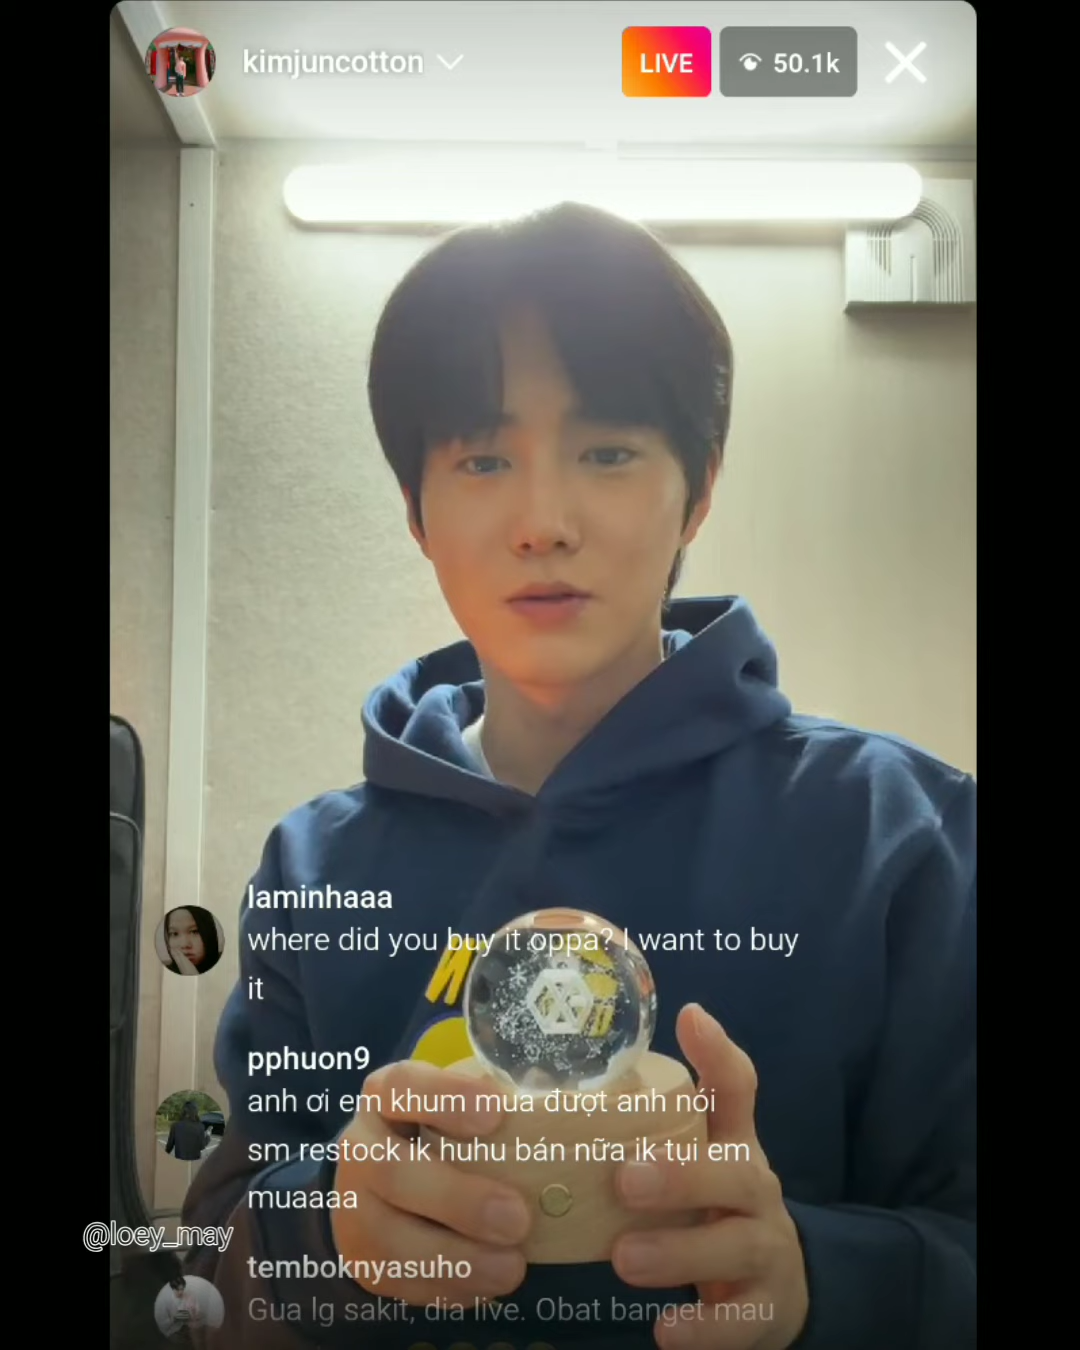 kimjuncotton
LIVE
50.1k
laminhaaa
where did you buy it oppa? I want to buy
it
pphuon9
anh ơi em khum mua đượt anh nói
sm restock ik huhu bán nữa ik tụi em
muaaaa
@loey_may
temboknyasuho
Gua lg sakit, dia live. Obat banget mau